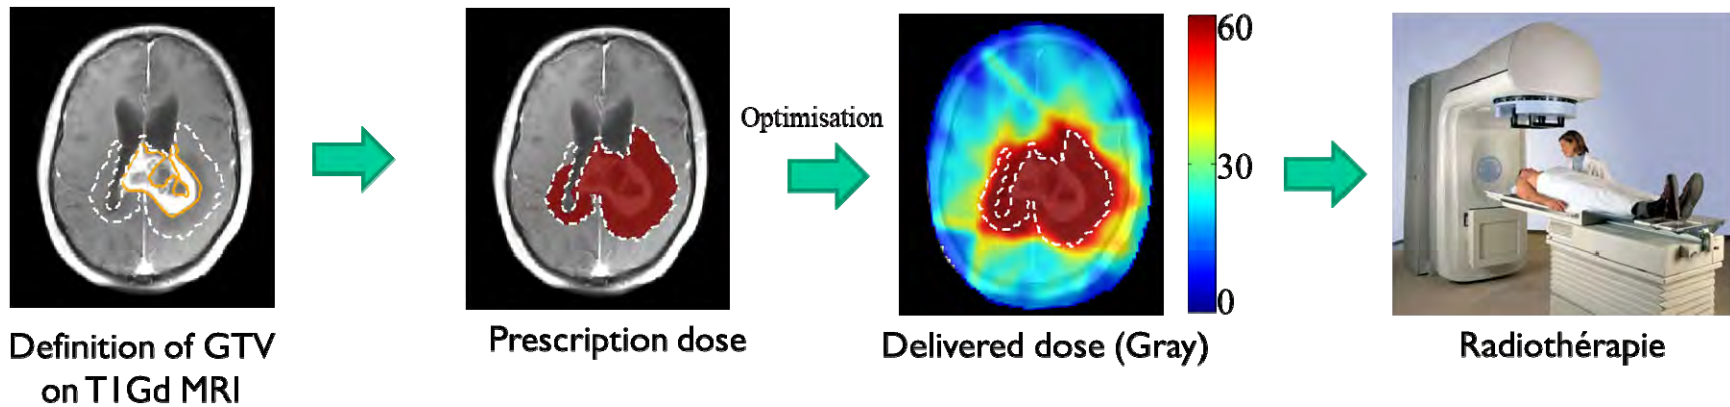 Optimisation
60
30
0
Definition of GTV
on T1Gd MRI
Prescription dose
Delivered dose (Gray)
Radiothérapie